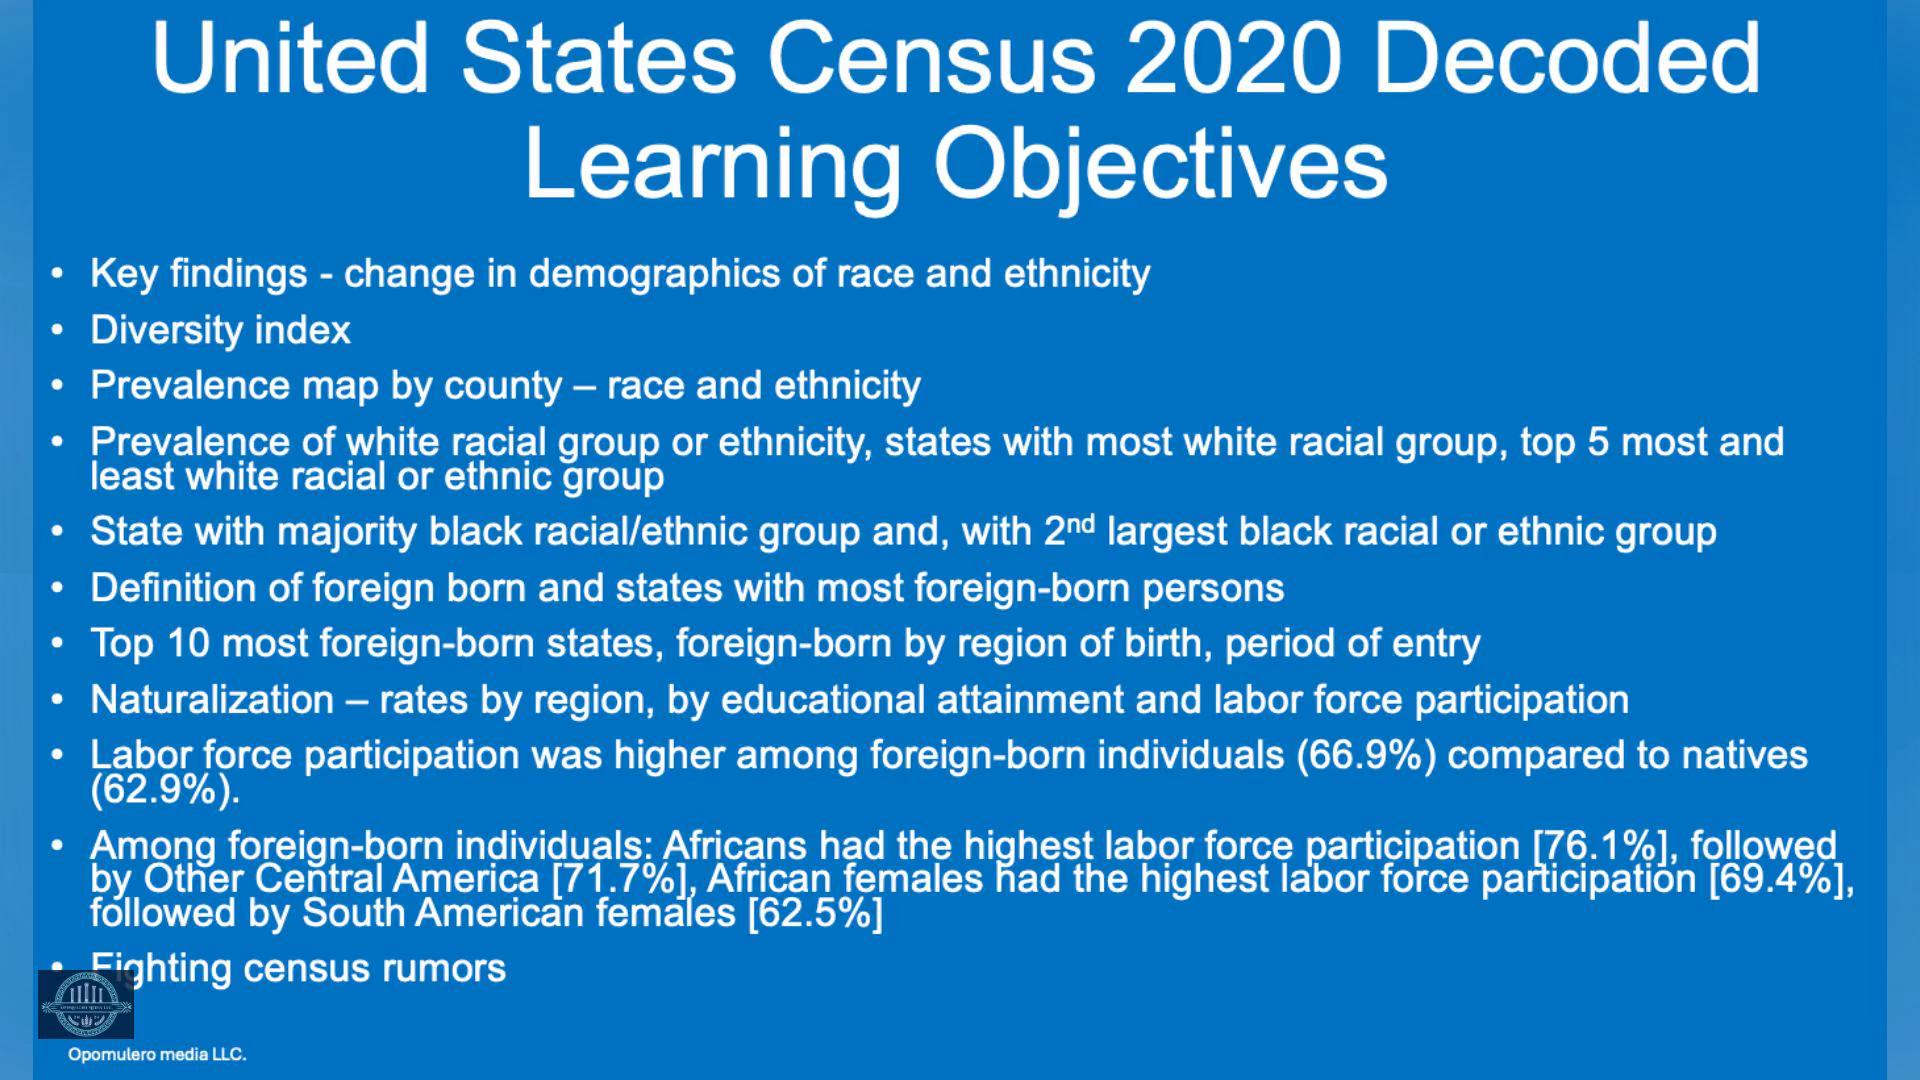 United States Census 2020 Decoded
Learning Objectives
• Key findings - change in demographics of race and ethnicity
• Diversity index
• Prevalence map by county – race and ethnicity
• Prevalence of white racial group or ethnicity, states with most white racial group, top 5 most and
least white racial or ethnic group
• State with majority black racial/ethnic group and, with 2nd largest black racial or ethnic group
• Definition of foreign born and states with most foreign-born persons
• Top 10 most foreign-born states, foreign-born by region of birth, period of entry
• Naturalization – rates by region, by educational attainment and labor force participation
• Labor force participation was higher among foreign-born individuals (66.9%) compared to natives
(62.9%).
• Among foreign-born individuals: Africans had the highest labor force participation [76.1%], followed
by Other Central America [71.7%], African females had the highest labor force participation [69.4%],
followed by South American females [62.5%]
• Fighting census rumors
Opomulero media LLC.